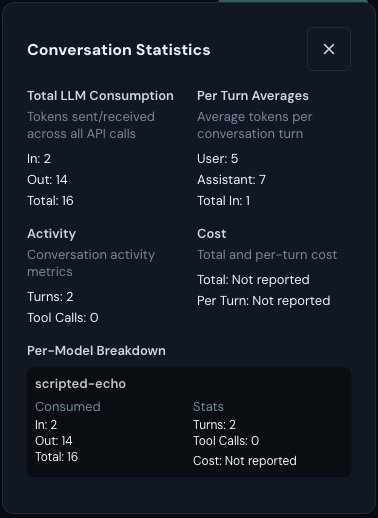 Conversation Statistics
Total LLM Consumption
Tokens sent/received
across all API calls
In: 2
Out: 14
Total: 16
Per Turn Averages
Average tokens per
conversation turn
User: 5
Assistant: 7
Total In: 1
Activity
Conversation activity
metrics
Turns: 2
Tool Calls: 0
Cost
Total and per-turn cost
Total: Not reported
Per Turn: Not reported
Per-Model Breakdown
scripted-echo
Consumed
In: 2
Out: 14
Total: 16
Stats
Turns: 2
Tool Calls: 0
Cost: Not reported